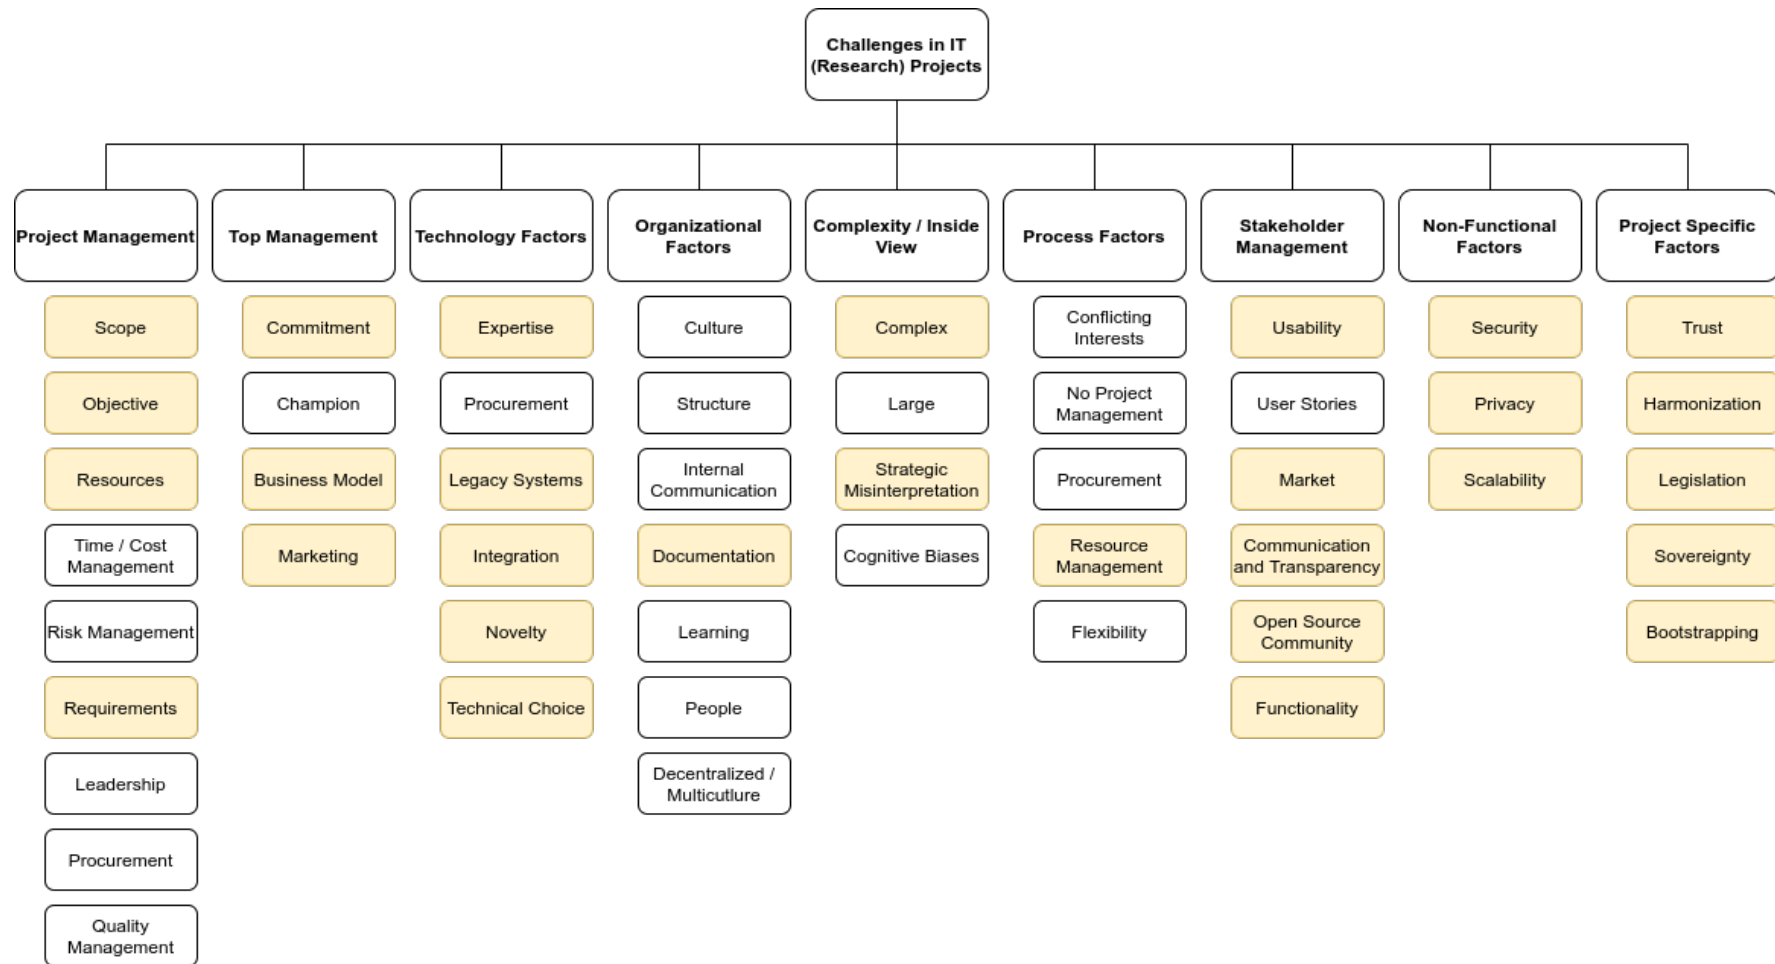 Challenges in IT
(Research) Projects
Project Management
Top Management
Technology Factors
Organizational
Factors
Complexity / Inside
View
Process Factors
Stakeholder
Management
Non-Functional
Factors
Project Specific
Factors
Scope
Objective
Resources
Time / Cost
Management
Risk Management
Requirements
Leadership
Procurement
Quality
Management
Commitment
Champion
Business Model
Marketing
Expertise
Procurement
Legacy Systems
Integration
Novelty
Technical Choice
Culture
Structure
Internal
Communication
Documentation
Learning
People
Decentralized /
Multicutlure
Complex
Large
Strategic
Misinterpretation
Cognitive Biases
Conflicting
Interests
No Project
Management
Procurement
Resource
Management
Flexibility
Usability
User Stories
Market
Communication
and Transparency
Open Source
Community
Functionality
Security
Privacy
Scalability
Trust
Harmonization
Legislation
Sovereignty
Bootstrapping